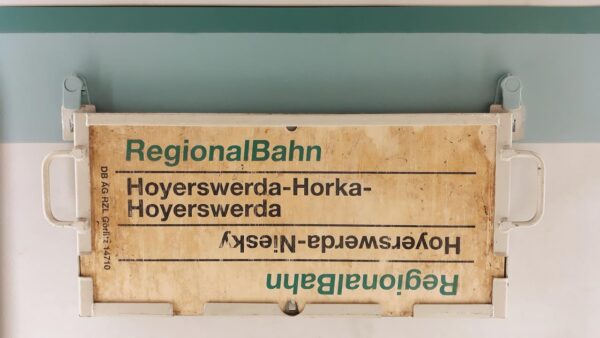 RegionalBahn
Hoyerswerda-Horka-
Hoyerswerda
Hoyerswerda-Niesky
RegionalBahn
DB AG RZL Görlitz 14710